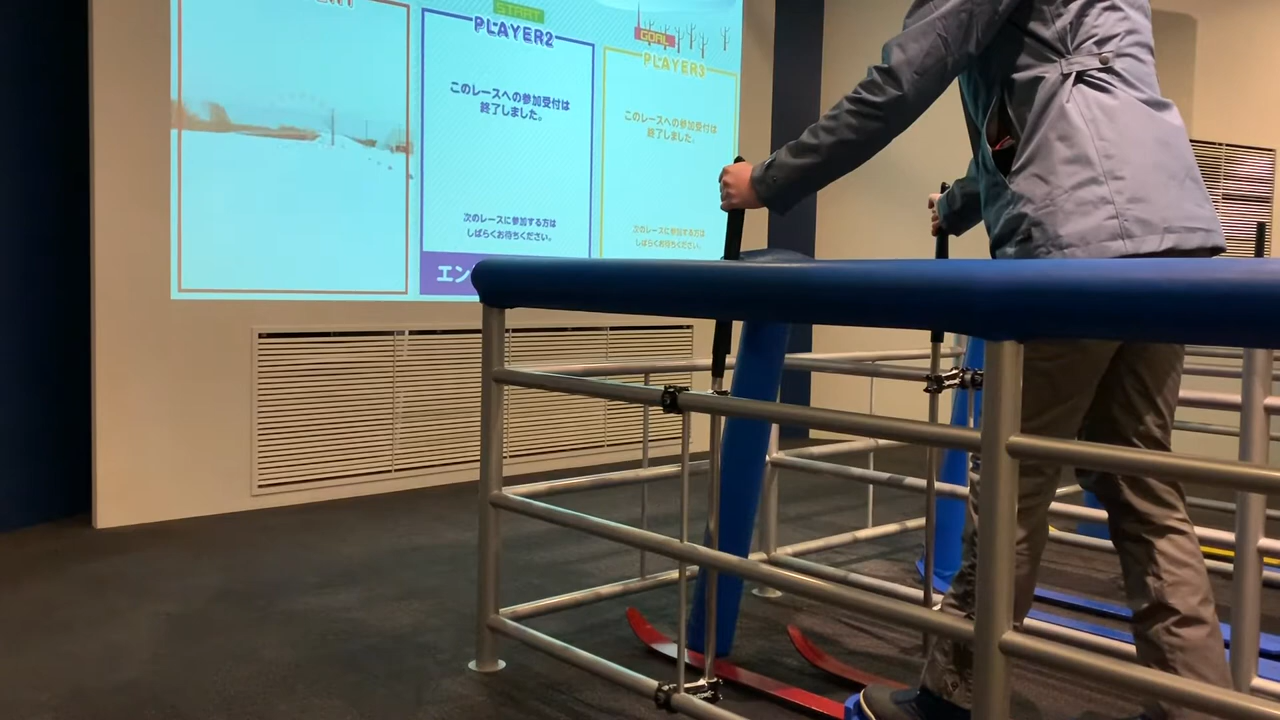 START
PLAYER2
このレースへの参加受付は
終了しました。
次のレースに参加する方は
しばらくお待ちください。
エン
GOAL
PLAYER3
このレースへの参加受付は
終了しました。
次のレースに参加する方は
しばらくお待ちください。